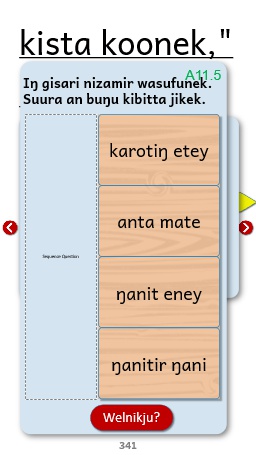 kista koonek,"
A11.5
Iŋ gisari nizamir wasufunek.
Suura an buŋu kibitta jikek.
karotiŋ etey
anta mate
Sequence Question
ŋanit eney
ŋanitir ŋani
Welnikju?
341